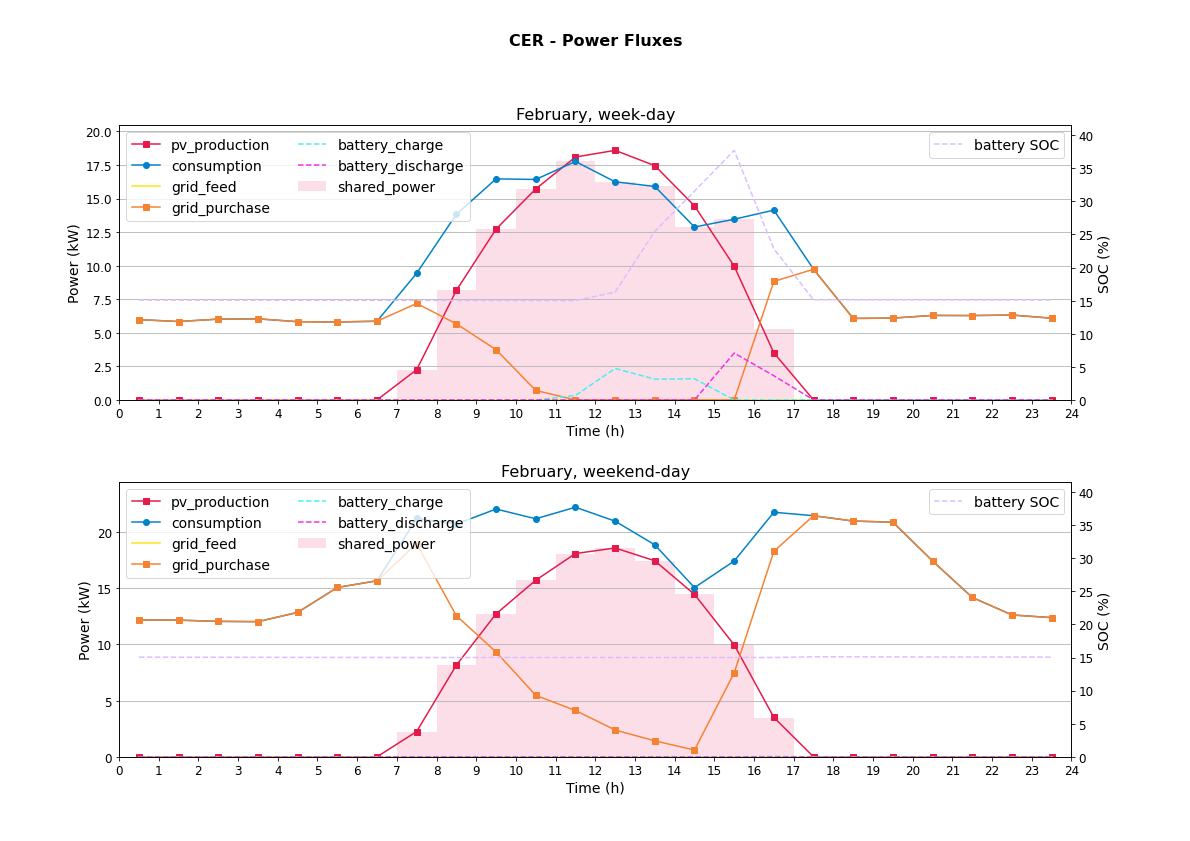 CER - Power Fluxes
February, week-day
pv_production
consumption
grid_feed
grid_purchase
battery_charge
battery_discharge
shared_power
battery SOC
Power (kW)
20.0
17.5
15.0
12.5
10.0
7.5
5.0
2.5
0.0
SOC (%)
40
35
30
25
20
15
10
5
0
0 1 2 3 4 5 6 7 8 9 10 11 12 13 14 15 16 17 18 19 20 21 22 23 24
Time (h)
February, weekend-day
pv_production
consumption
grid_feed
grid_purchase
battery_charge
battery_discharge
shared_power
battery SOC
Power (kW)
20
15
10
5
0
SOC (%)
40
35
30
25
20
15
10
5
0
0 1 2 3 4 5 6 7 8 9 10 11 12 13 14 15 16 17 18 19 20 21 22 23 24
Time (h)